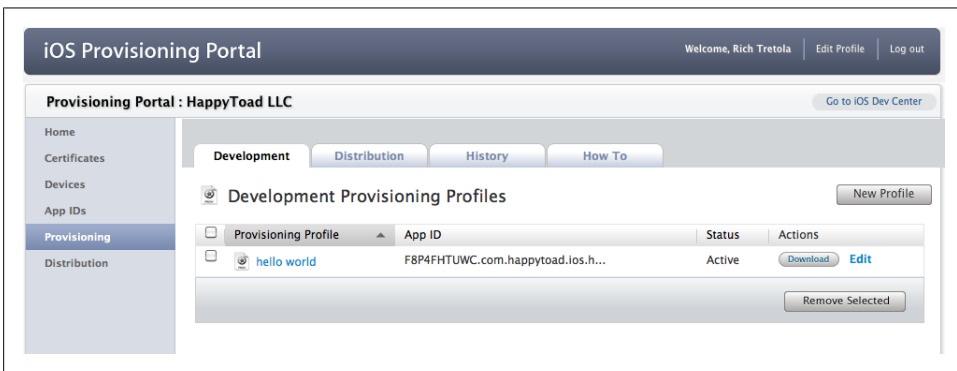 iOS Provisioning Portal
Welcome, Rich Tretola Edit Profile Log out
Provisioning Portal : HappyToad LLC Go to iOS Dev Center
Home
Certificates
Devices
App IDs
Provisioning
Distribution
Development Distribution History How To
Development Provisioning Profiles New Profile
Provisioning Profile App ID Status Actions
hello world F8P4FHTUWC.com.happytoad.ios.h... Active Download Edit
Remove Selected